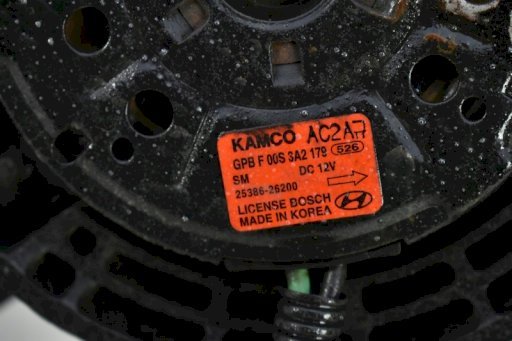 KAMCO AC2A
GPB F 00S 3A2 179 526
SM DC 12V
25386-26200
LICENSE BOSCH
MADE IN KOREA